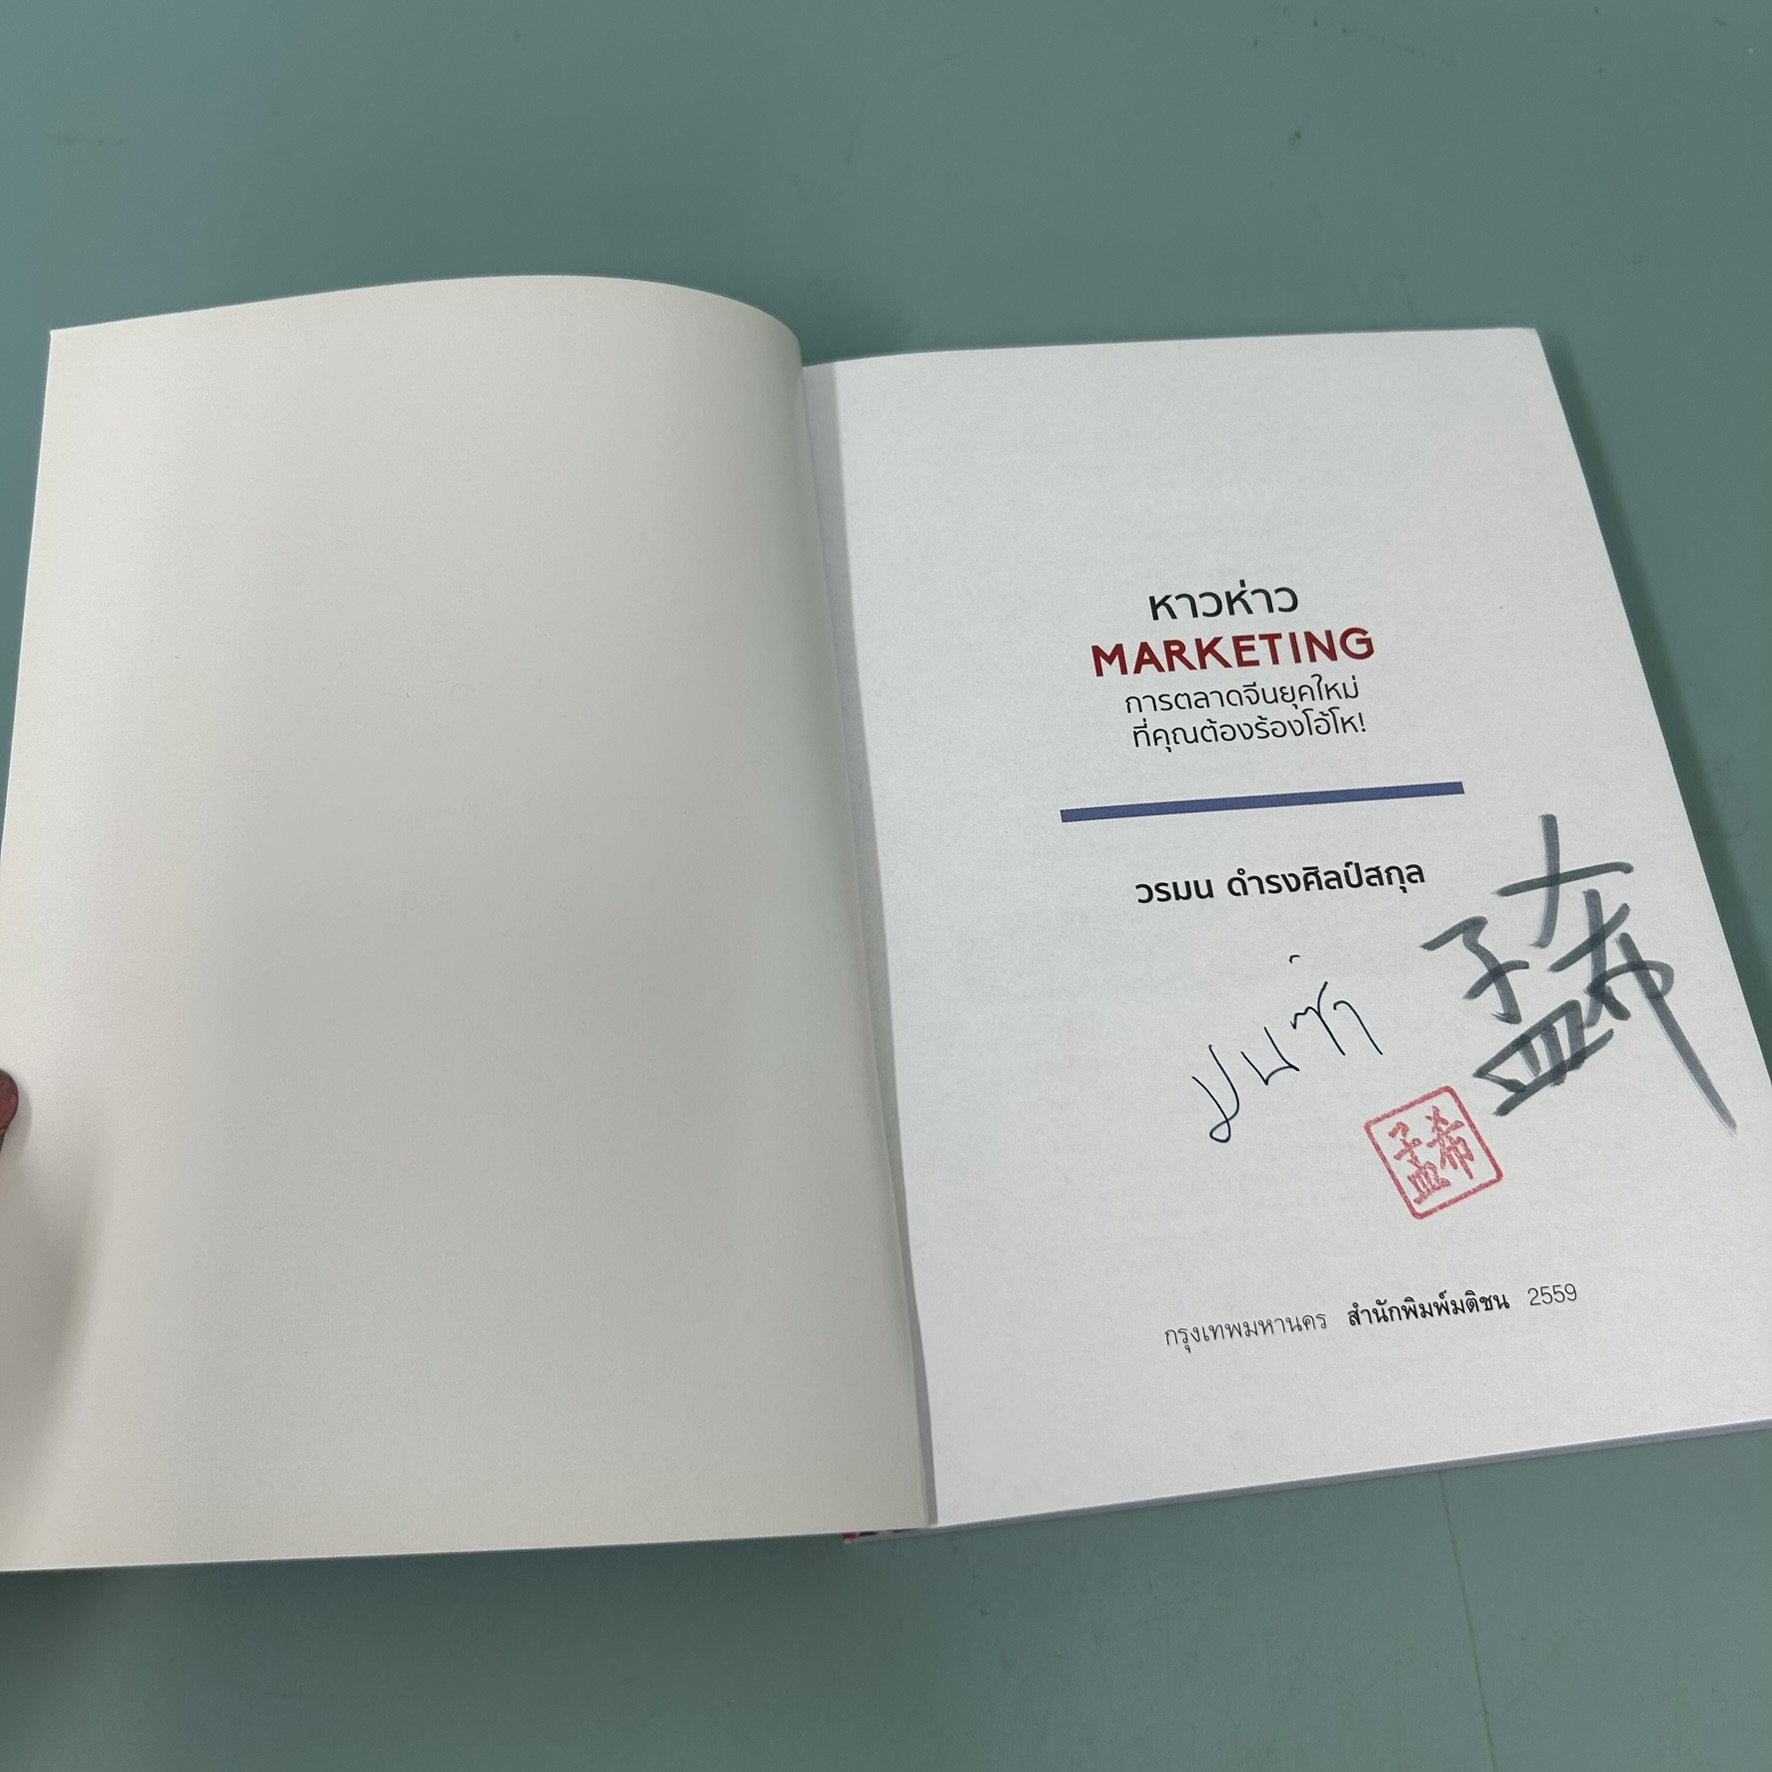 หาวห่าว
MARKETING
การตลาดจีนยุคใหม่
ที่คุณต้องร้องโอ้โห!
วรมน ดำรงศิลป์สกุล
孟希
孟希
กรุงเทพมหานคร สำนักพิมพ์มติชน 2559